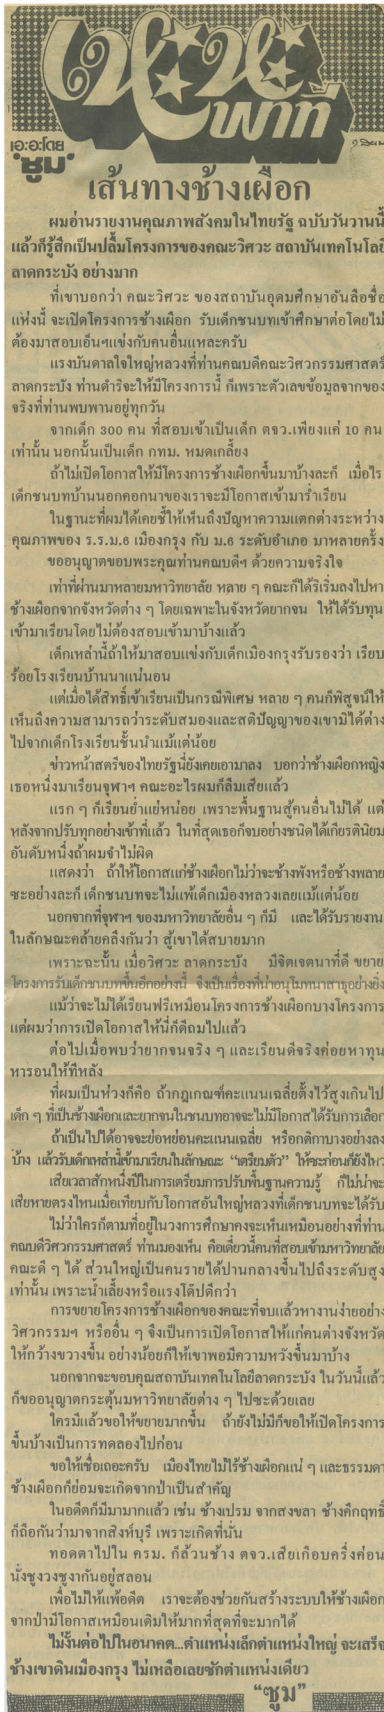 เหะหะ
พาที
เอะอะโดย
"ซูม"
เส้นทางช้างเผือก
ผมอ่านรายงานคุณภาพสังคมในไทยรัฐ ฉบับวันวานนี้
แล้วก็รู้สึกเป็นปลื้มโครงการของคณะวิศวะ สถาบันเทคโนโลยี
ลาดกระบัง อย่างมาก
ที่เขาบอกว่า คณะวิศวะ ของสถาบันอุดมศึกษาอันลือชื่อ
แห่งนี้ จะเปิดโครงการช้างเผือก รับเด็กชนบทเข้าศึกษาต่อโดยไม่
ต้องมาสอบเอ็นฯแข่งกับคนอื่นแหละครับ
แรงบันดาลใจใหญ่หลวงที่ท่านคณบดีคณะวิศวกรรมศาสตร์
ลาดกระบัง ท่านดำริจะให้มีโครงการนี้ ก็เพราะตัวเลขข้อมูลจากของ
จริงที่ท่านพบพานอยู่ทุกวัน
จากเด็ก 300 คน ที่สอบเข้าเป็นเด็ก ตจว.เพียงแค่ 10 คน
เท่านั้น นอกนั้นเป็นเด็ก กทม. หมดเกลี้ยง
ถ้าไม่เปิดโอกาสให้มีโครงการช้างเผือกขึ้นมาบ้างละก็ เมื่อไร
เด็กชนบทบ้านนอกคอกนาของเราจะมีโอกาสเข้ามาร่ำเรียน
ในฐานะที่ผมได้เคยชี้ให้เห็นถึงปัญหาความแตกต่างระหว่าง
คุณภาพของ ร.ร.ม.6 เมืองกรุง กับ ม.6 ระดับอำเภอ มาหลายครั้ง
ขออนุญาตขอบพระคุณท่านคณบดีฯ ด้วยความจริงใจ
เท่าที่ผ่านมาหลายมหาวิทยาลัย หลาย ๆ คณะก็ได้ริเริ่มลงไปหา
ช้างเผือกจากจังหวัดต่าง ๆ โดยเฉพาะในจังหวัดยากจน ให้ได้รับทุน
เข้ามาเรียนโดยไม่ต้องสอบเข้ามาบ้างแล้ว
เด็กเหล่านี้ถ้าให้มาสอบแข่งกับเด็กเมืองกรุงรับรองว่า เรียบ
ร้อยโรงเรียนบ้านนาแน่นอน
แต่เมื่อได้สิทธิ์เข้าเรียนเป็นกรณีพิเศษ หลาย ๆ คนก็พิสูจน์ให้
เห็นถึงความสามารถว่าระดับสมองและสติปัญญาของเขามิได้ต่าง
ไปจากเด็กโรงเรียนชั้นนำแม้แต่น้อย
ข่าวหน้าสตรีของไทยรัฐนี่ยังเคยเอามาลง บอกว่าช้างเผือกหญิง
เธอหนึ่งมาเรียนจุฬาฯ คณะอะไรผมก็ลืมเสียแล้ว
แรก ๆ ก็เรียนย่ำแย่หน่อย เพราะพื้นฐานสู้คนอื่นไม่ได้ แต่
หลังจากปรับทุกอย่างเข้าที่แล้ว ในที่สุดเธอก็จบอย่างชนิดได้เกียรตินิยม
อันดับหนึ่งถ้าผมจำไม่ผิด
แสดงว่า ถ้าให้โอกาสแก่ช้างเผือกไม่ว่าจะช้างพังหรือช้างพลาย
ซะอย่างละก็ เด็กชนบทจะไม่แพ้เด็กเมืองหลวงเลยแม้แต่น้อย
นอกจากที่จุฬาฯ ของมหาวิทยาลัยอื่น ๆ ก็มี และได้รับรายงาน
ในลักษณะคล้ายคลึงกันว่า สู้เขาได้สบายมาก
เพราะฉะนั้น เมื่อวิศวะ ลาดกระบัง มีจิตเจตนาที่ดี ขยาย
โครงการรับเด็กชนบทขึ้นอีกอย่างนี้ จึงเป็นเรื่องที่น่าอนุโมทนาสาธุอย่างยิ่ง
แม้ว่าจะไม่ได้เรียนฟรีเหมือนโครงการช้างเผือกบางโครงการ
แต่ผมว่าการเปิดโอกาสให้นี่ก็ดีถมไปแล้ว
ต่อไปเมื่อพบว่ายากจนจริง ๆ และเรียนดีจริงค่อยหาทุน
หารอนให้ทีหลัง
ที่ผมเป็นห่วงก็คือ ถ้ากฎเกณฑ์คะแนนเฉลี่ยตั้งไว้สูงเกินไป
เด็ก ๆ ที่เป็นช้างเผือกและยากจนในชนบทอาจจะไม่มีโอกาสได้รับการเลือก
ถ้าเป็นไปได้อาจจะย่อหย่อนคะแนนเฉลี่ย หรือกติกาบางอย่างลง
บ้าง แล้วรับเด็กเหล่านี้เข้ามาเรียนในลักษณะ "เตรียมตัว" ให้ซะก่อนก็ยังไหว
เสียเวลาสักหนึ่งปีในการเตรียมการปรับพื้นฐานความรู้ ก็ไม่น่าจะ
เสียหายตรงไหนเมื่อเทียบกับโอกาสอันใหญ่หลวงที่เด็กชนบทจะได้รับ
ไม่ว่าใครก็ตามที่อยู่ในวงการศึกษาคงจะเห็นเหมือนอย่างที่ท่าน
คณบดีวิศวกรรมศาสตร์ ท่านมองเห็น คือเดี๋ยวนี้คนที่สอบเข้ามหาวิทยาลัย
คณะดี ๆ ได้ ส่วนใหญ่เป็นคนรายได้ปานกลางขึ้นไปถึงระดับสูง
เท่านั้น เพราะน้ำเลี้ยงหรือแรงโด๊ปดีกว่า
การขยายโครงการช้างเผือกของคณะที่จบแล้วหางานง่ายอย่าง
วิศวกรรมฯ หรืออื่น ๆ จึงเป็นการเปิดโอกาสให้แก่คนต่างจังหวัด
ให้กว้างขวางขึ้น อย่างน้อยก็ให้เขาพอมีความหวังขึ้นมาบ้าง
นอกจากจะขอบคุณสถาบันเทคโนโลยีลาดกระบัง ในวันนี้แล้ว
ก็ขออนุญาตกระตุ้นมหาวิทยาลัยต่าง ๆ ไปซะด้วยเลย
ใครมีแล้วขอให้ขยายมากขึ้น ถ้ายังไม่มีก็ขอให้เปิดโครงการ
ขึ้นบ้างเป็นการทดลองไปก่อน
ขอให้เชื่อเถอะครับ เมืองไทยไม่ไร้ช้างเผือกแน่ ๆ และธรรมดา
ช้างเผือกก็ย่อมจะเกิดจากป่าเป็นสำคัญ
ในอดีตก็มีมามากแล้ว เช่น ช้างเปรม จากสงขลา ช้างคึกฤทธิ์
ก็ถือกันว่ามาจากสิงห์บุรี เพราะเกิดที่นั่น
ทอดตาไปใน ครม. ก็ล้วนช้าง ตจว.เสียเกือบครึ่งค่อน
นั่งชูงวงชูงากันอยู่สลอน
เพื่อไม่ให้แพ้อดีต เราจะต้องช่วยกันสร้างระบบให้ช้างเผือก
จากป่ามีโอกาสเหมือนเดิมให้มากที่สุดที่จะมากได้
ไม่งั้นต่อไปในอนาคต...ตำแหน่งเล็กตำแหน่งใหญ่ จะเสร็จ
ช้างเขาดินเมืองกรุง ไม่เหลือเลยซักตำแหน่งเดียว
"ซูม"